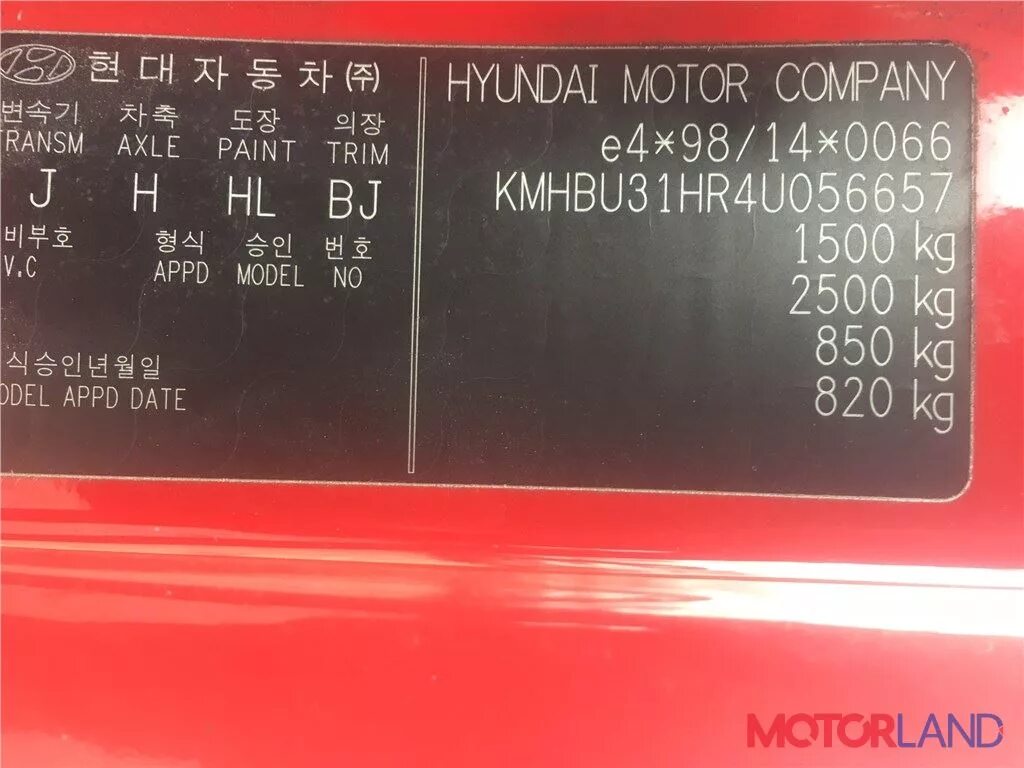 현대자동차㈜
변속기 차축 도장 의장
TRANSM AXLE PAINT TRIM
J H HL BJ
비부호 형식 승인 번호
V.C APPD MODEL NO
식승인년월일
ODEL APPD DATE
HYUNDAI MOTOR COMPANY
e4*98/14*0066
KMHBU31HR4U056657
1500 kg
2500 kg
850 kg
820 kg
MOTORLAND